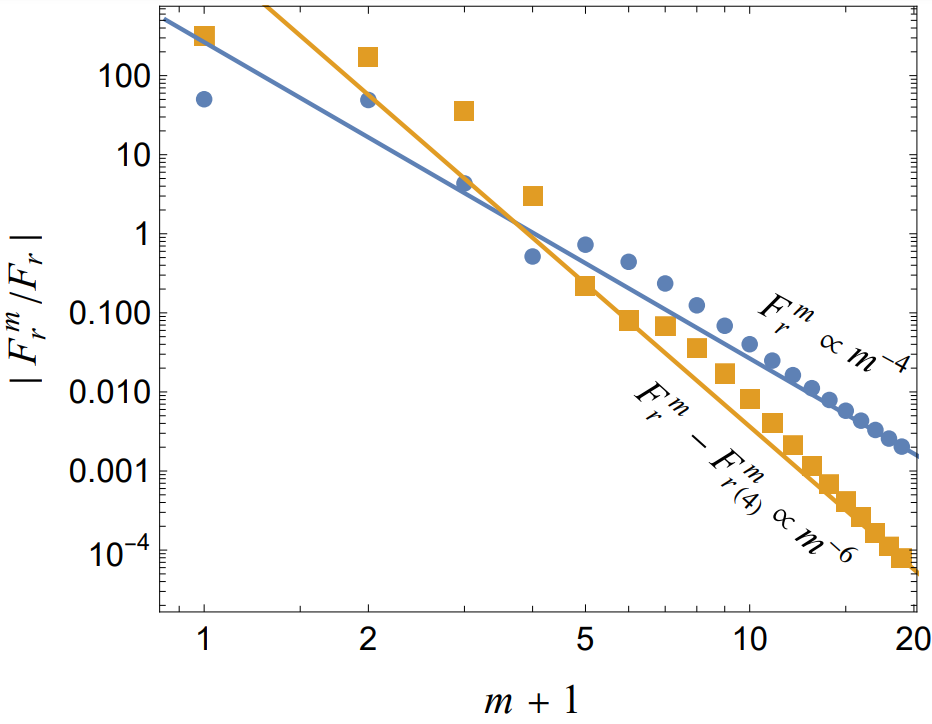 | F_r^m / F_r |
100
10
1
0.100
0.010
0.001
10^-4
F_r^m ∝ m^-4
F_r^m − F_r(4)^m ∝ m^-6
1 2 5 10 20
m + 1